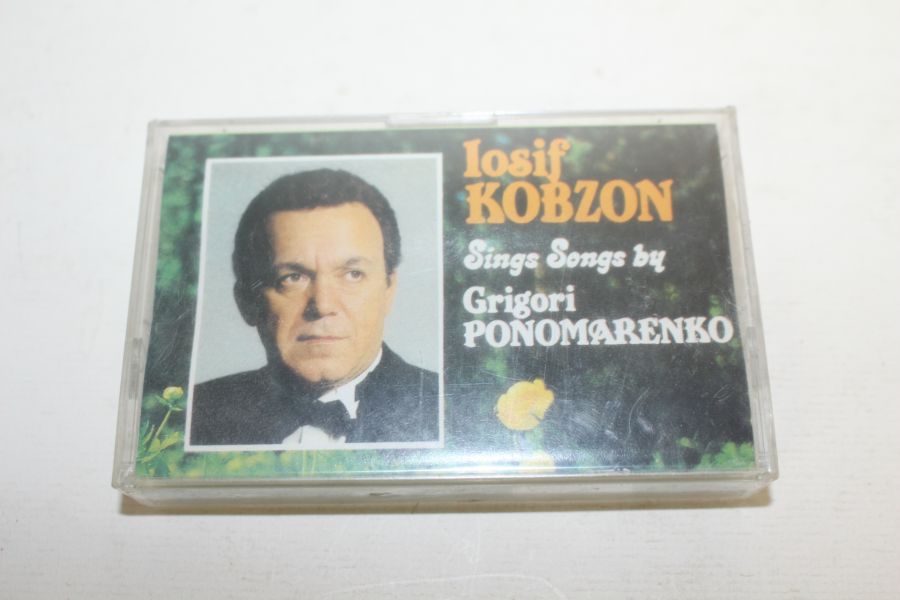 Iosif
KOBZON
Sings Songs by
Grigori
PONOMARENKO